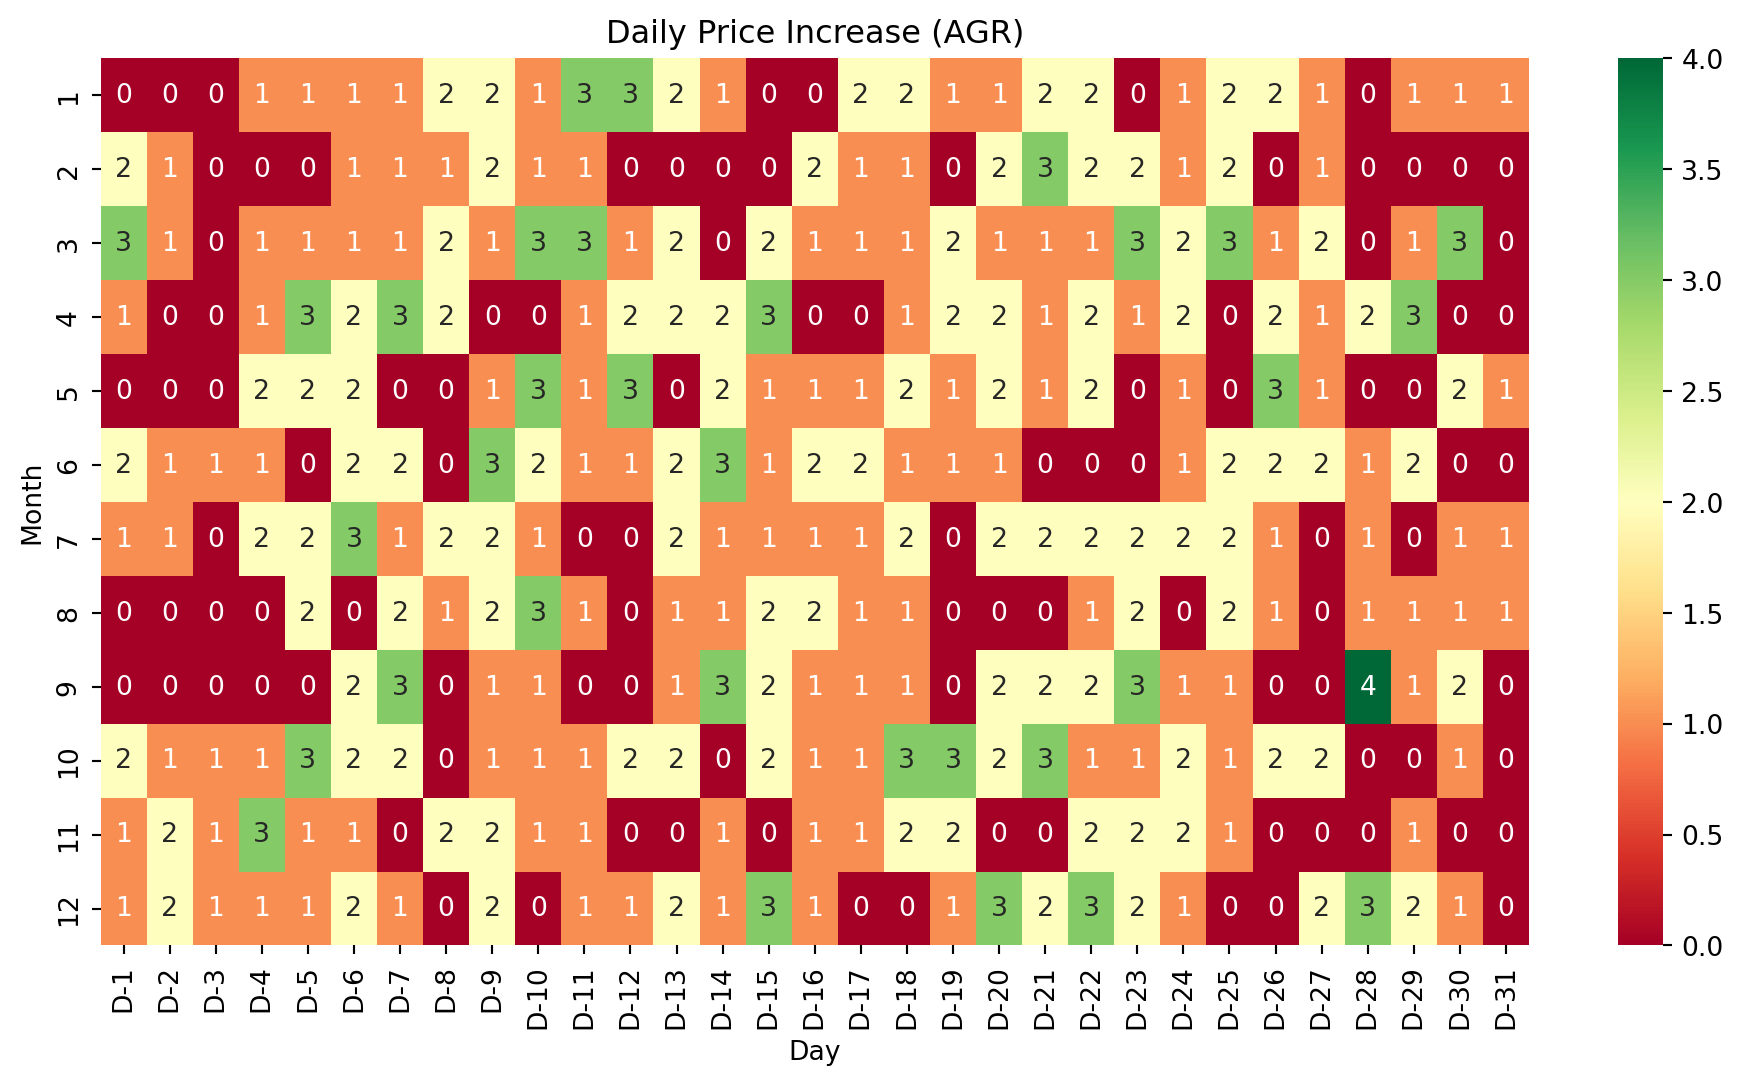 Daily Price Increase (AGR)
1 0 0 0 1 1 1 1 2 2 1 3 3 2 1 0 0 2 2 1 1 2 2 0 1 2 2 1 0 1 1 1
2 2 1 0 0 0 1 1 1 2 1 1 0 0 0 0 2 1 1 0 2 3 2 2 1 2 0 1 0 0 0 0
3 3 1 0 1 1 1 1 2 1 3 3 1 2 0 2 1 1 1 2 1 1 1 3 2 3 1 2 0 1 3 0
4 1 0 0 1 3 2 3 2 0 0 1 2 2 2 3 0 0 1 2 2 1 2 1 2 0 2 1 2 3 0 0
5 0 0 0 2 2 2 0 0 1 3 1 3 0 2 1 1 1 2 1 2 1 2 0 1 0 3 1 0 0 2 1
6 2 1 1 1 0 2 2 0 3 2 1 1 2 3 1 2 2 1 1 1 0 0 0 1 2 2 2 1 2 0 0
7 1 1 0 2 2 3 1 2 2 1 0 0 2 1 1 1 1 2 0 2 2 2 2 2 2 1 0 1 0 1 1
8 0 0 0 0 2 0 2 1 2 3 1 0 1 1 2 2 1 1 0 0 0 1 2 0 2 1 0 1 1 1 1
9 0 0 0 0 0 2 3 0 1 1 0 0 1 3 2 1 1 1 0 2 2 2 3 1 1 0 0 4 1 2 0
10 2 1 1 1 3 2 2 0 1 1 1 2 2 0 2 1 1 3 3 2 3 1 1 2 1 2 2 0 0 1 0
11 1 2 1 3 1 1 0 2 2 1 1 0 0 1 0 1 1 2 2 0 0 2 2 2 1 0 0 0 1 0 0
12 1 2 1 1 1 2 1 0 2 0 1 1 2 1 3 1 0 0 1 3 2 3 2 1 0 0 2 3 2 1 0
Month
D-1 D-2 D-3 D-4 D-5 D-6 D-7 D-8 D-9 D-10 D-11 D-12 D-13 D-14 D-15 D-16 D-17 D-18 D-19 D-20 D-21 D-22 D-23 D-24 D-25 D-26 D-27 D-28 D-29 D-30 D-31
Day
4.0
3.5
3.0
2.5
2.0
1.5
1.0
0.5
0.0